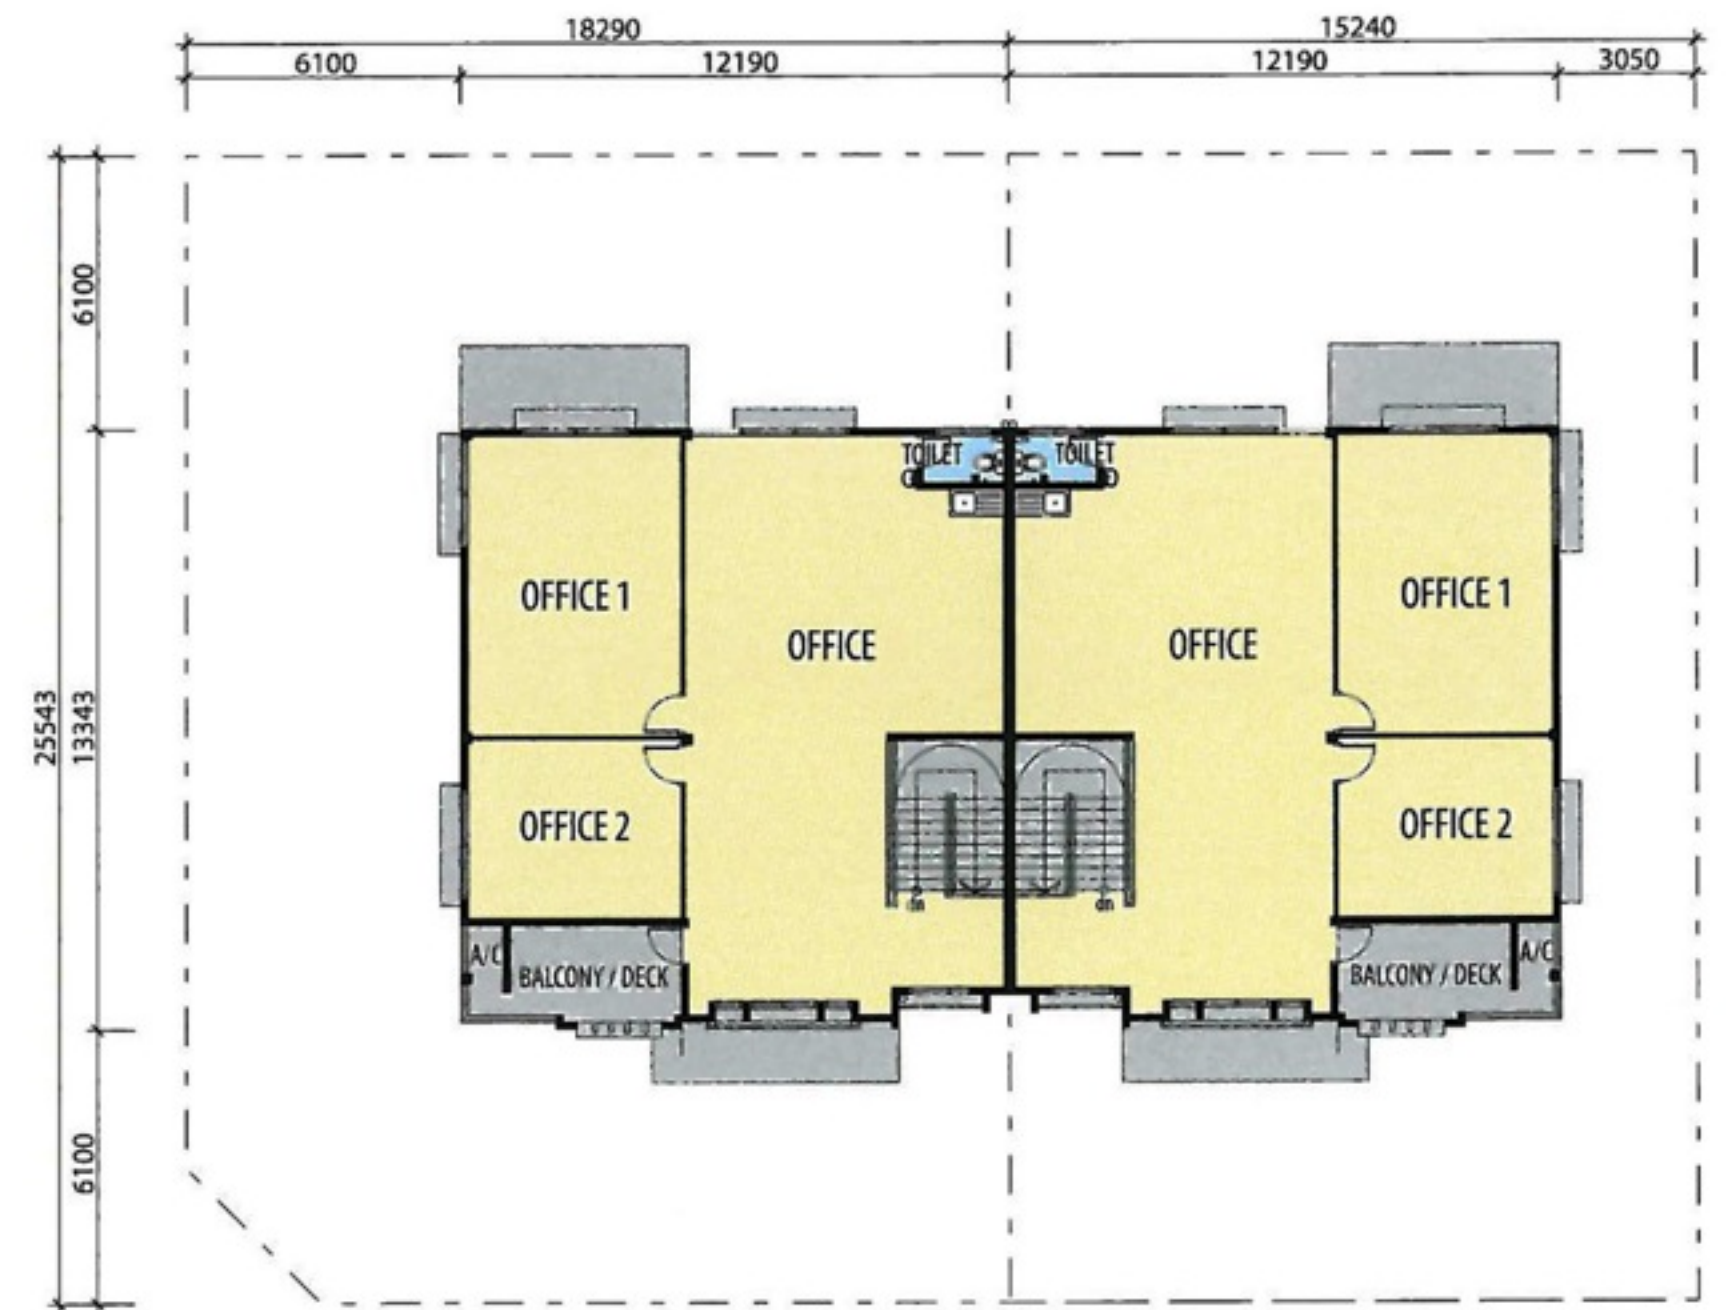 18290 15240
6100 12190 12190 3050
6100
TOILET TOILET
OFFICE 1 OFFICE 1
OFFICE OFFICE
25543 13343
OFFICE 2 OFFICE 2
dn dn
A/C A/C
BALCONY / DECK BALCONY / DECK
6100